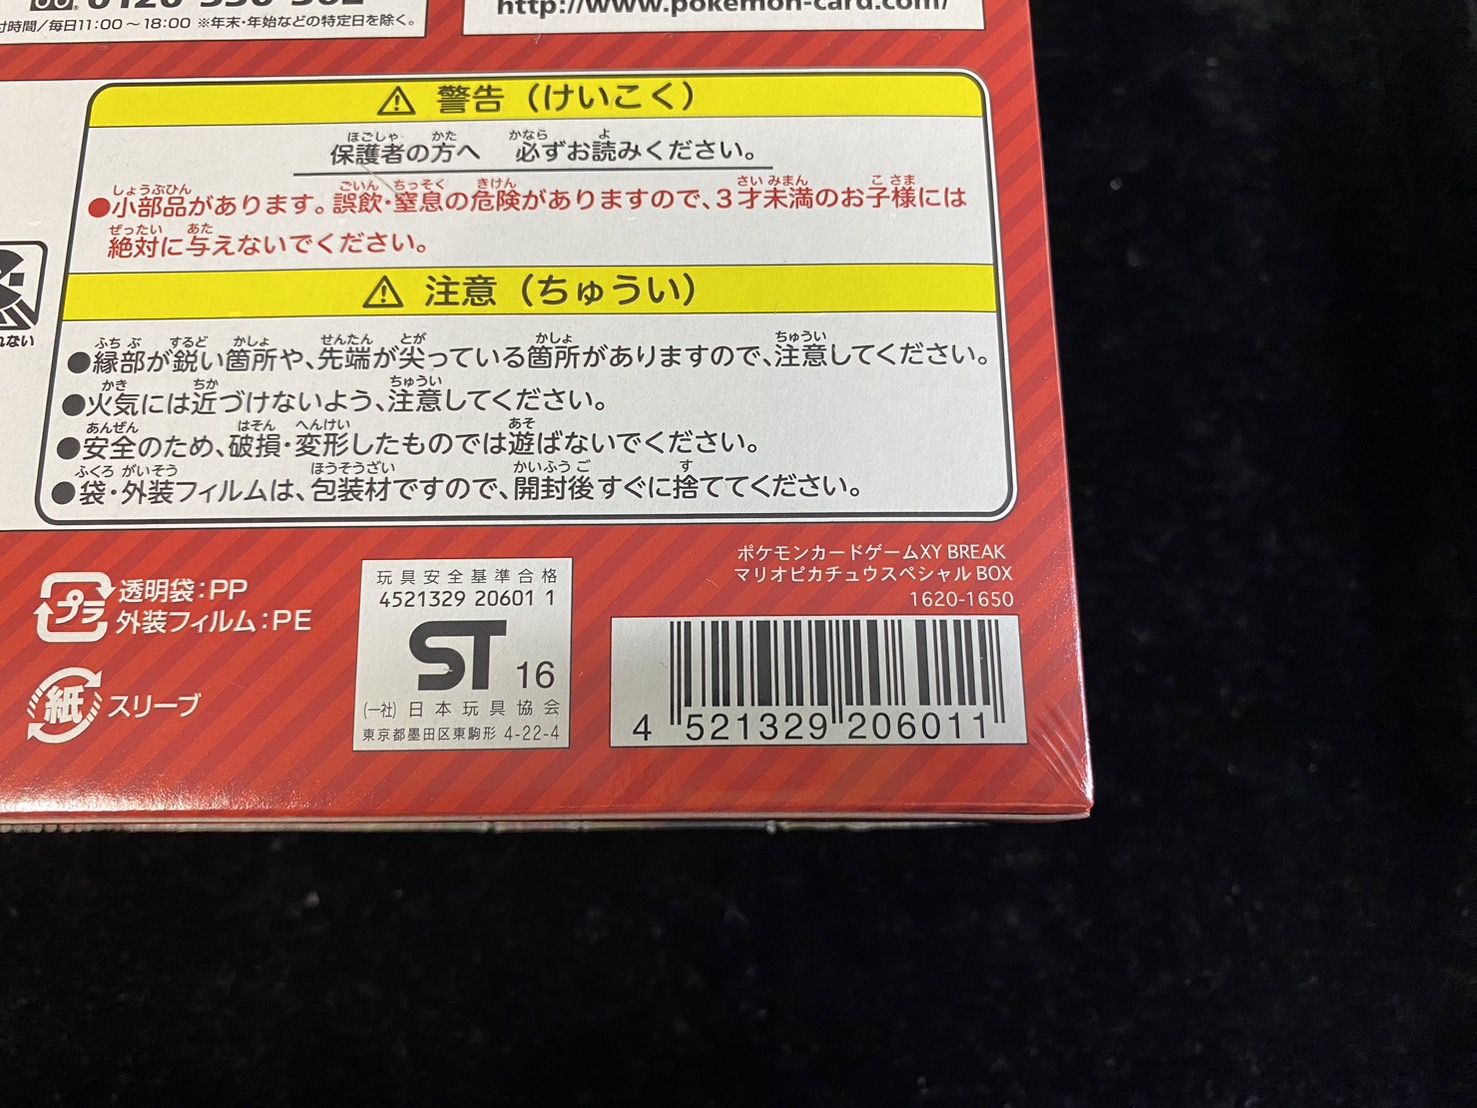 0120-330-
http://www.pokemon-card.com/
付時間/毎日11:00～18:00 ※年末・年始などの特定日を除く。
⚠ 警告（けいこく）
保護者の方へ 必ずお読みください。
●小部品があります。誤飲・窒息の危険がありますので、3才未満のお子様には
絶対に与えないでください。
⚠ 注意（ちゅうい）
れない
●縁部が鋭い箇所や、先端が尖っている箇所がありますので、注意してください。
●火気には近づけないよう、注意してください。
●安全のため、破損・変形したものでは遊ばないでください。
●袋・外装フィルムは、包装材ですので、開封後すぐに捨ててください。
プラ
透明袋：PP
外装フィルム：PE
紙
スリーブ
玩具安全基準合格
4521329 20601 1
ST 16
(一社)日本玩具協会
東京都墨田区東駒形 4-22-4
ポケモンカードゲームXY BREAK
マリオピカチュウスペシャル BOX
1620-1650
4 521329 206011